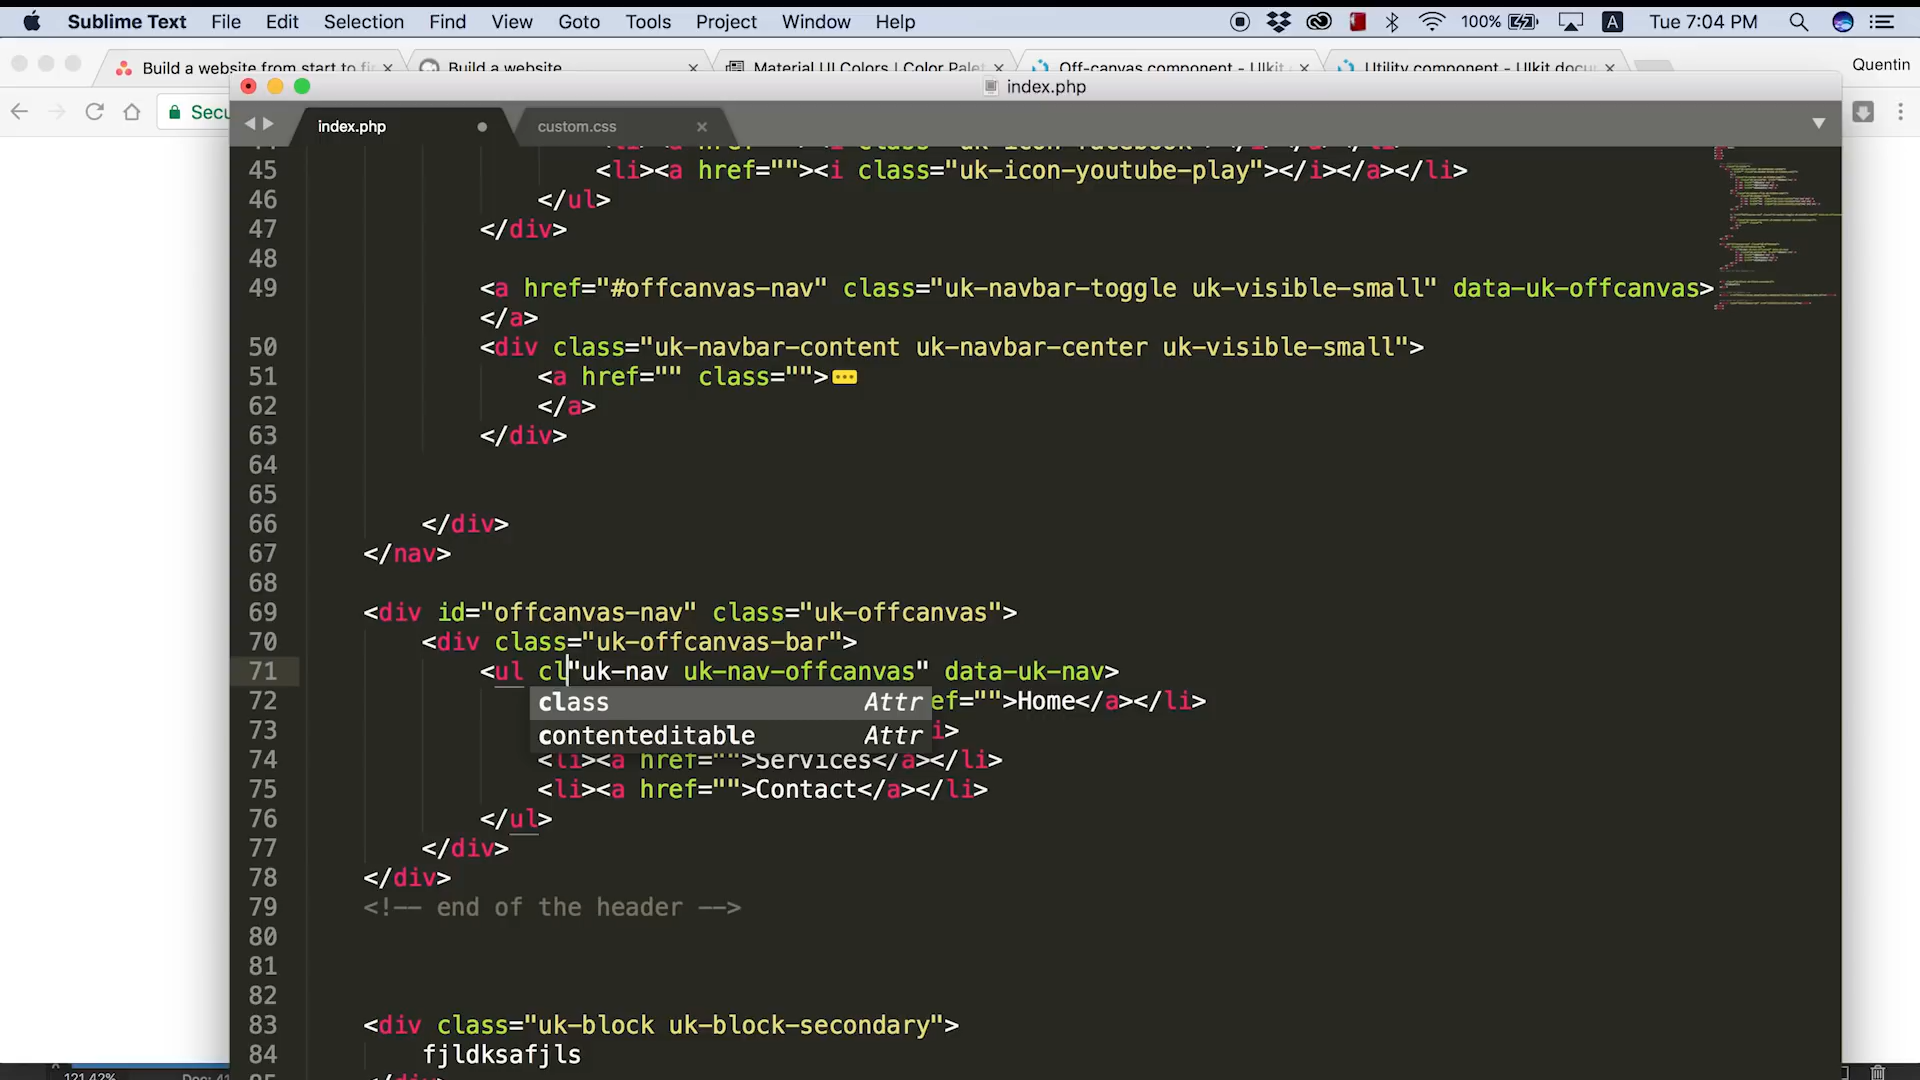 Sublime Text File Edit Selection Find View Goto Tools Project Window Help 100% A Tue 7:04 PM
Build a website from start to fi Build a website Material UI Colors | Color Pale Off-canvas component - UIkit Utility component - UIkit docu Quentin
index.php
Secu
index.php custom.css
45 <li><a href=""><i class="uk-icon-youtube-play"></i></a></li>
46 </ul>
47 </div>
48
49 <a href="#offcanvas-nav" class="uk-navbar-toggle uk-visible-small" data-uk-offcanvas>
</a>
50 <div class="uk-navbar-content uk-navbar-center uk-visible-small">
51 <a href="" class="">
62 </a>
63 </div>
64
65
66 </div>
67 </nav>
68
69 <div id="offcanvas-nav" class="uk-offcanvas">
70 <div class="uk-offcanvas-bar">
71 <ul cl"uk-nav uk-nav-offcanvas" data-uk-nav>
class Attr
contenteditable Attr
72 ef="">Home</a></li>
73 i>
74 <li><a href="">Services</a></li>
75 <li><a href="">Contact</a></li>
76 </ul>
77 </div>
78 </div>
79 <!-- end of the header -->
80
81
82
83 <div class="uk-block uk-block-secondary">
84 fjldksafjls